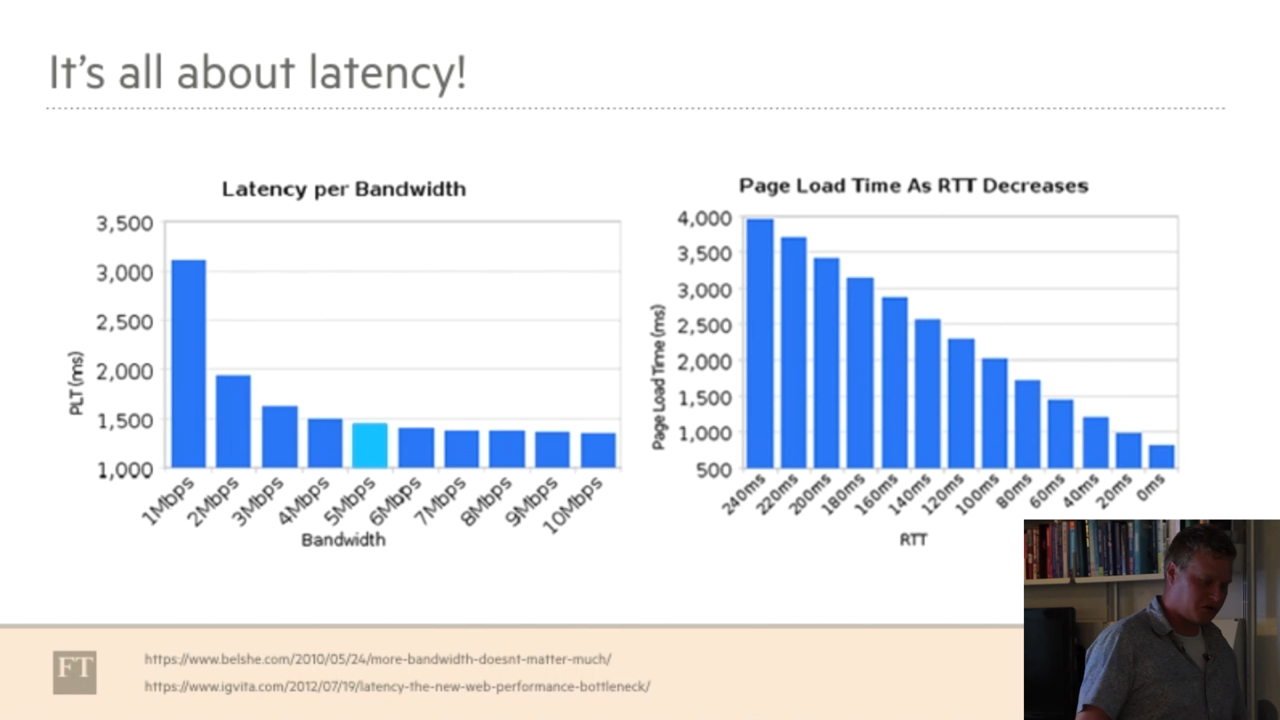 It's all about latency!
Latency per Bandwidth
3,500
3,000
2,500
2,000
1,500
1,000
PLT (ms)
1Mbps
2Mbps
3Mbps
4Mbps
5Mbps
6Mbps
7Mbps
8Mbps
9Mbps
10Mbps
Bandwidth
Page Load Time As RTT Decreases
4,000
3,500
3,000
2,500
2,000
1,500
1,000
500
Page Load Time (ms)
240ms
220ms
200ms
180ms
160ms
140ms
120ms
100ms
80ms
60ms
40ms
20ms
0ms
RTT
FT
https://www.belshe.com/2010/05/24/more-bandwidth-doesnt-matter-much/
https://www.igvita.com/2012/07/19/latency-the-new-web-performance-bottleneck/